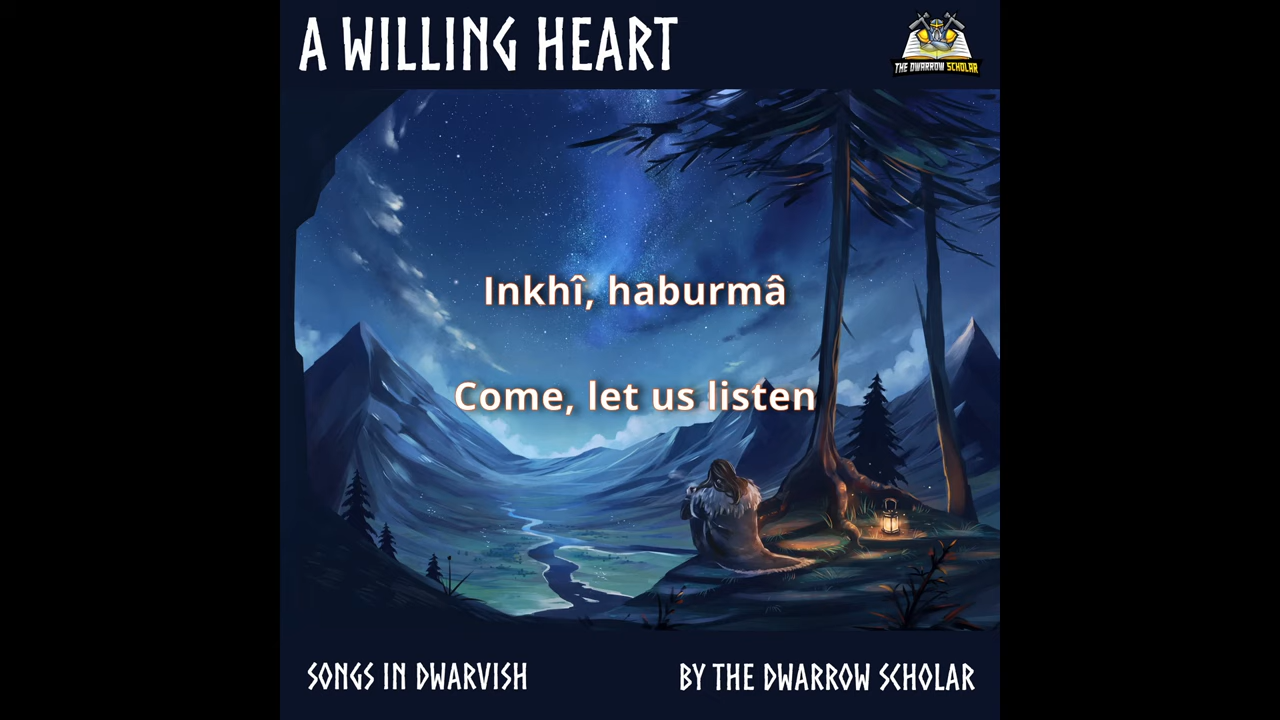 A WILLING HEART
THE DWARROW SCHOLAR
Inkhî, haburmâ
Come, let us listen
SONGS IN DWARVISH
BY THE DWARROW SCHOLAR